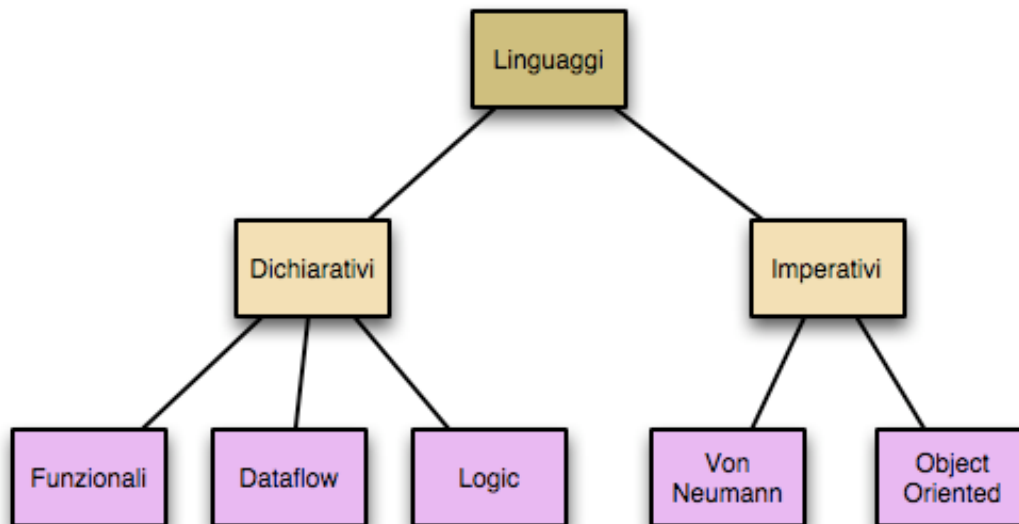 Linguaggi
Dichiarativi
Imperativi
Funzionali
Dataflow
Logic
Von
Neumann
Object
Oriented